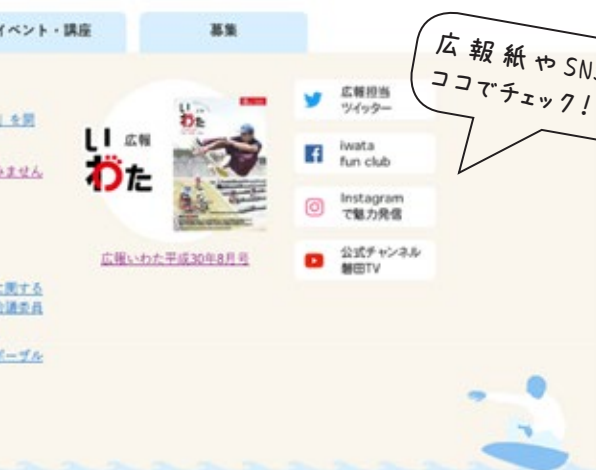 イベント・講座
募集
広報紙やSNS
ココでチェック!
」を開
みません
に関する
会議委員
広報
いわた
広報いわた平成30年8月号
広報担当
ツイッター
iwata
fun club
Instagram
で魅力発信
公式チャンネル
磐田TV